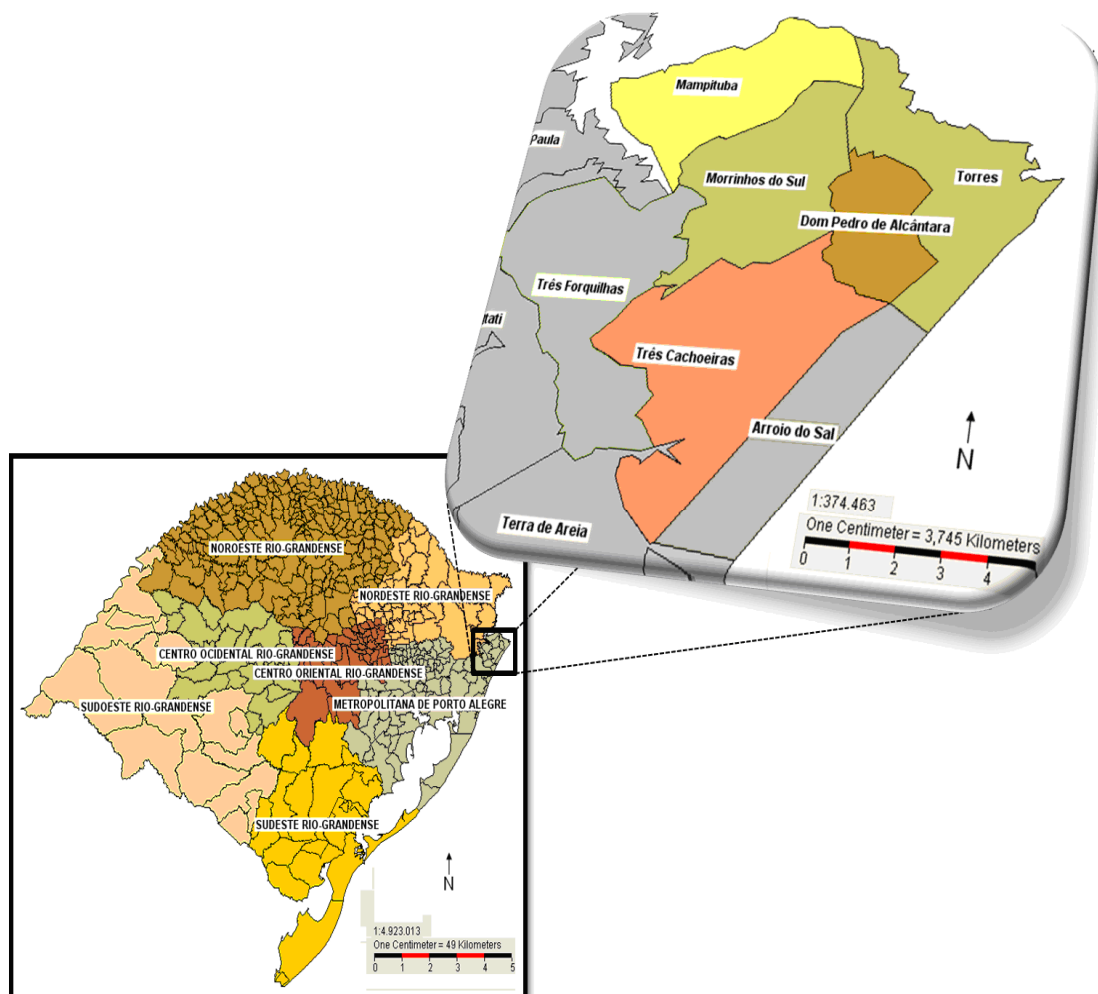 Mampituba
Paula
Morrinhos do Sul
Torres
Dom Pedro de Alcântara
Três Forquilhas
Itati
Três Cachoeiras
Arroio do Sal
N
Terra de Areia
1:374.463
One Centimeter = 3,745 Kilometers
0 1 2 3 4
NOROESTE RIO-GRANDENSE
NORDESTE RIO-GRANDENSE
CENTRO OCIDENTAL RIO-GRANDENSE
CENTRO ORIENTAL RIO-GRANDENSE
SUDOESTE RIO-GRANDENSE
METROPOLITANA DE PORTO ALEGRE
SUDESTE RIO-GRANDENSE
N
1:4.923.013
One Centimeter = 49 Kilometers
0 1 2 3 4 5